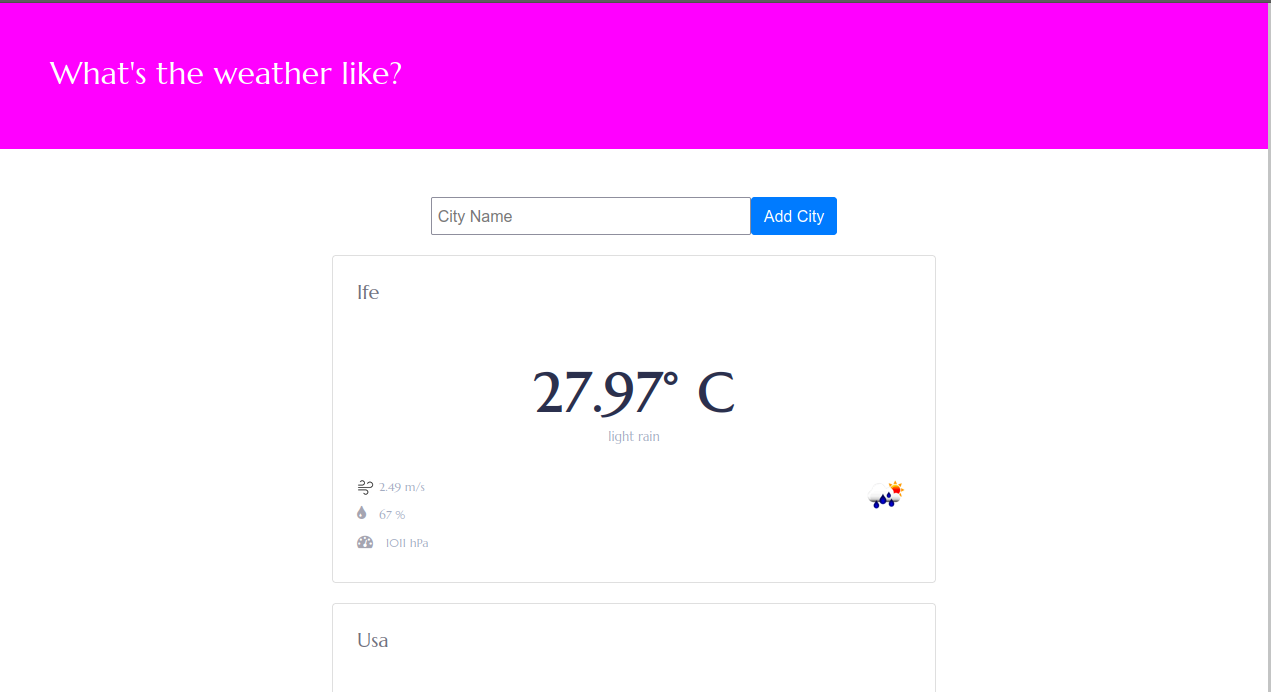 What's the weather like?
City Name Add City
Ife
27.97° C
light rain
2.49 m/s
67 %
1011 hPa
Usa